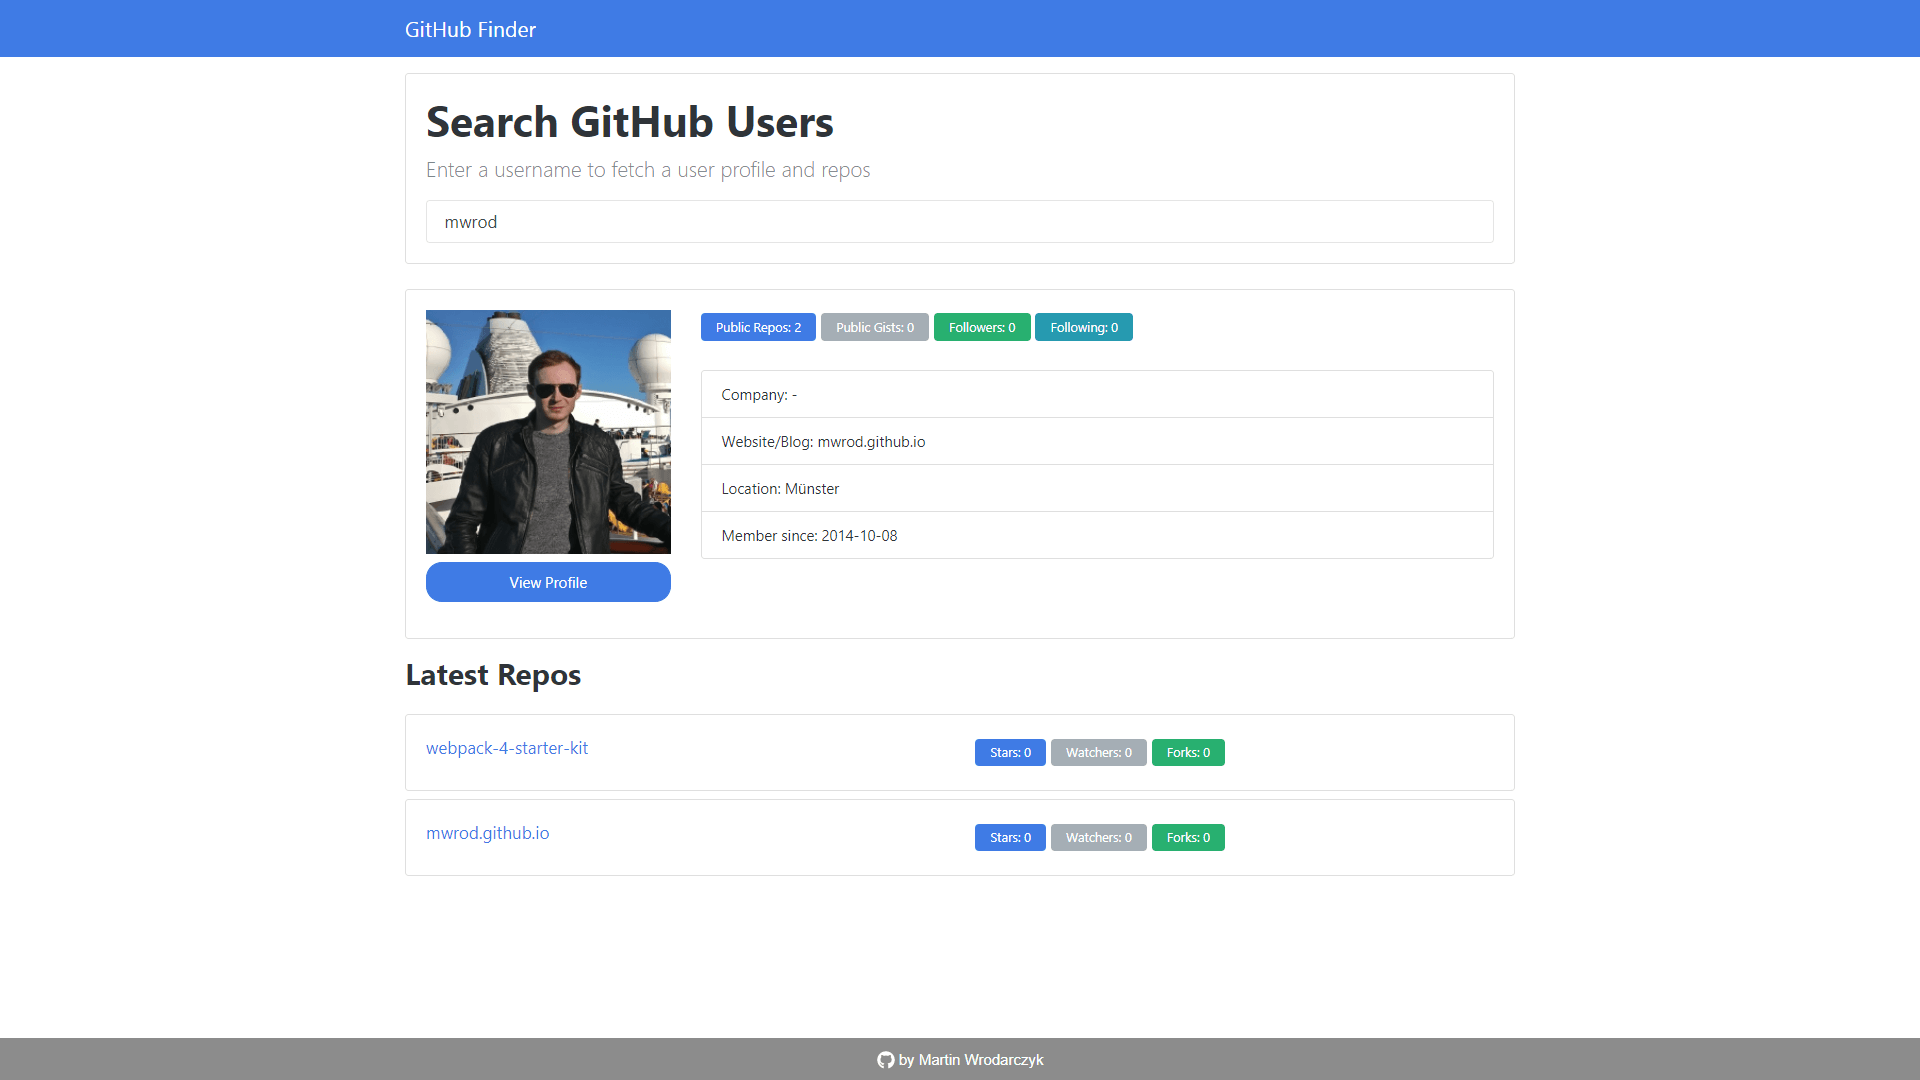 GitHub Finder
Search GitHub Users
Enter a username to fetch a user profile and repos
mwrod
Public Repos: 2 Public Gists: 0 Followers: 0 Following: 0
Company: -
Website/Blog: mwrod.github.io
Location: Münster
Member since: 2014-10-08
View Profile
Latest Repos
webpack-4-starter-kit Stars: 0 Watchers: 0 Forks: 0
mwrod.github.io Stars: 0 Watchers: 0 Forks: 0
by Martin Wrodarczyk